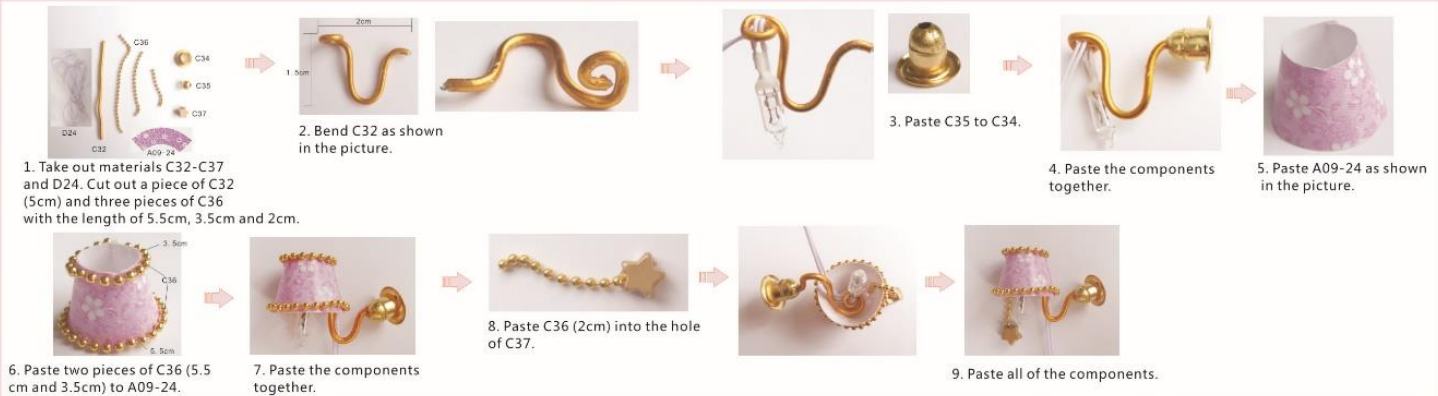 C36
C34
C35
C37
D24
C32
A09-24
1. Take out materials C32-C37
and D24. Cut out a piece of C32
(5cm) and three pieces of C36
with the length of 5.5cm, 3.5cm and 2cm.
2cm
1.5cm
2. Bend C32 as shown
in the picture.
3. Paste C35 to C34.
4. Paste the components
together.
5. Paste A09-24 as shown
in the picture.
3.5cm
C36
5.5cm
6. Paste two pieces of C36 (5.5
cm and 3.5cm) to A09-24.
7. Paste the components
together.
8. Paste C36 (2cm) into the hole
of C37.
9. Paste all of the components.